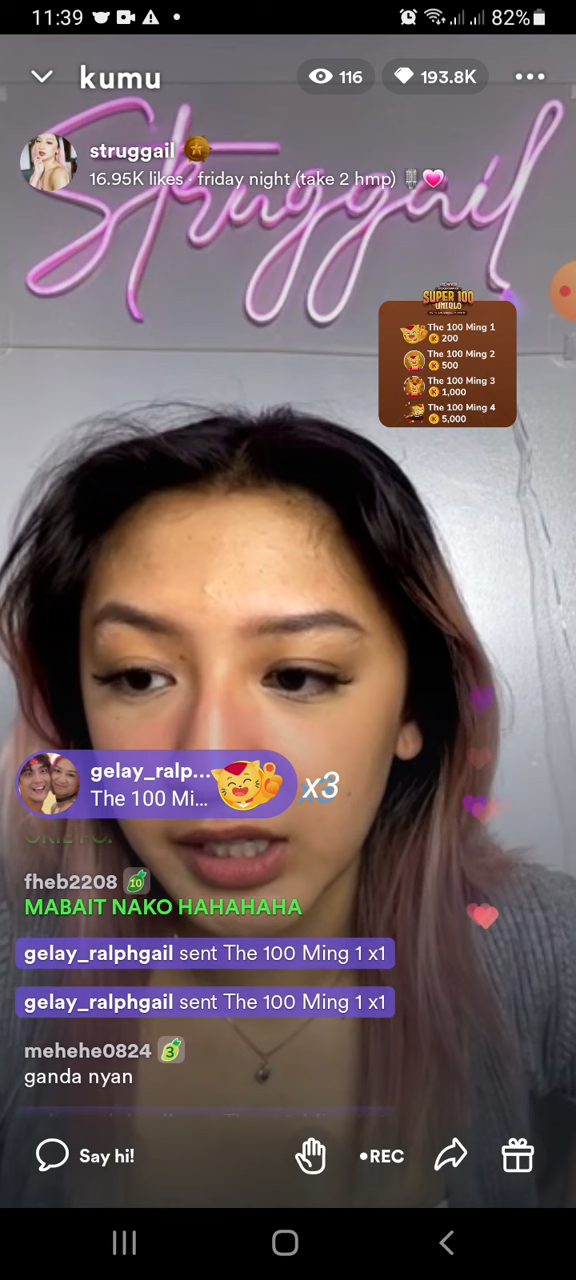 11:39
82%
kumu
116
193.8K
Struggail
struggail
16.95K likes · friday night (take 2 hmp) 🎙💗
SUPER 100
UNTOLD
The 100 Ming 1
200
The 100 Ming 2
500
The 100 Ming 3
1,000
The 100 Ming 4
5,000
gelay_ralp...
The 100 Mi...
x3
fheb2208 10
MABAIT NAKO HAHAHAHA
gelay_ralphgail sent The 100 Ming 1 x1
gelay_ralphgail sent The 100 Ming 1 x1
mehehe0824 3
ganda nyan
Say hi!
•REC